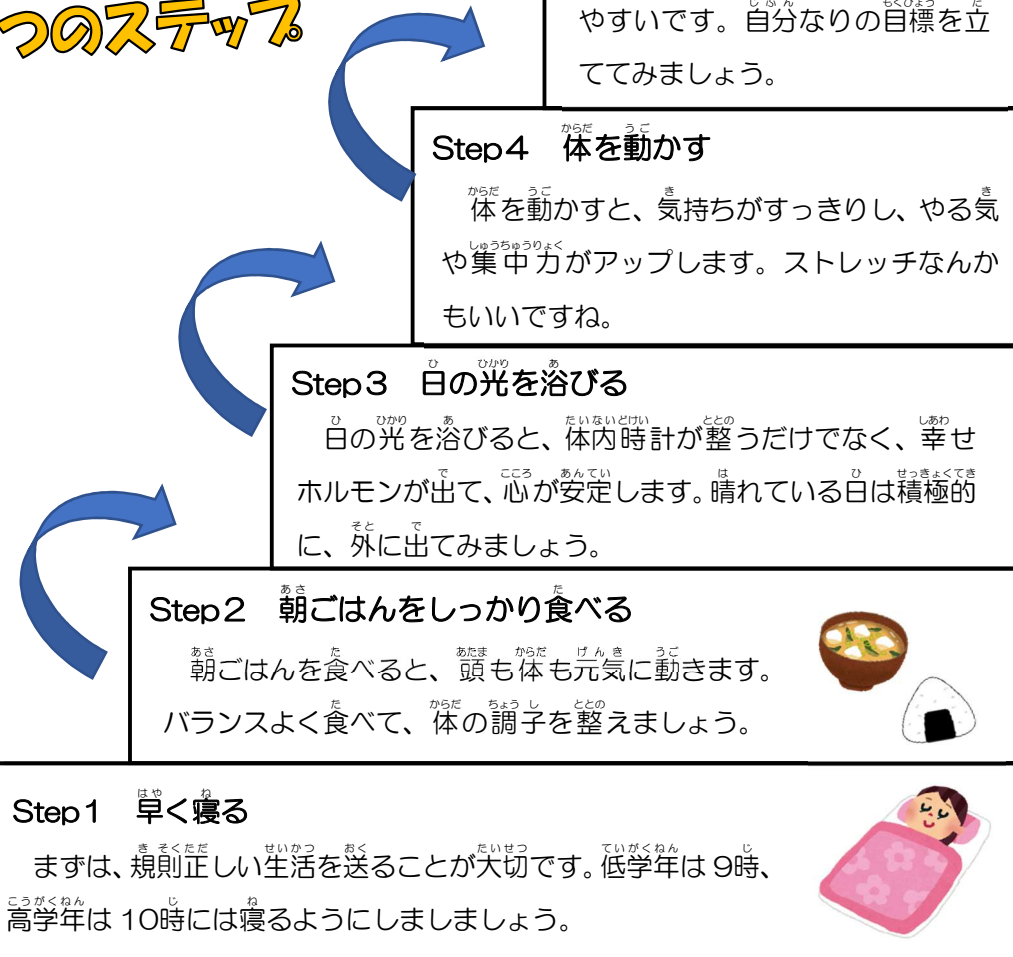 つのステップ
やすいです。自分なりの目標を立
ててみましょう。
Step4 体を動かす
体を動かすと、気持ちがすっきりし、やる気
や集中力がアップします。ストレッチなんか
もいいですね。
Step3 日の光を浴びる
日の光を浴びると、体内時計が整うだけでなく、幸せ
ホルモンが出て、心が安定します。晴れている日は積極的
に、外に出てみましょう。
Step2 朝ごはんをしっかり食べる
朝ごはんを食べると、頭も体も元気に動きます。
バランスよく食べて、体の調子を整えましょう。
Step1 早く寝る
まずは、規則正しい生活を送ることが大切です。低学年は9時、
高学年は10時には寝るようにしましましょう。